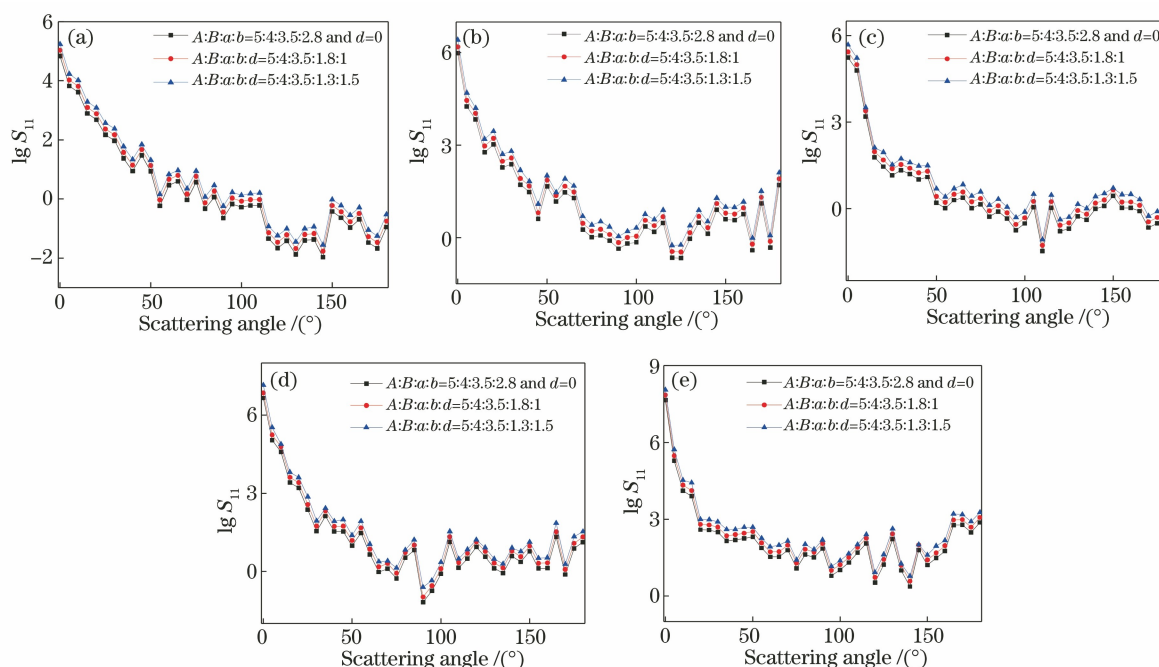 (a)
A:B:a:b=5:4:3.5:2.8 and d=0
A:B:a:b:d=5:4:3.5:1.8:1
A:B:a:b:d=5:4:3.5:1.3:1.5
lg S11
6
4
2
0
−2
0 50 100 150
Scattering angle /(°)
(b)
A:B:a:b=5:4:3.5:2.8 and d=0
A:B:a:b:d=5:4:3.5:1.8:1
A:B:a:b:d=5:4:3.5:1.3:1.5
lg S11
6
3
0
0 50 100 150
Scattering angle /(°)
(c)
A:B:a:b=5:4:3.5:2.8 and d=0
A:B:a:b:d=5:4:3.5:1.8:1
A:B:a:b:d=5:4:3.5:1.3:1.5
lg S11
6
3
0
0 50 100 150
Scattering angle /(°)
(d)
A:B:a:b=5:4:3.5:2.8 and d=0
A:B:a:b:d=5:4:3.5:1.8:1
A:B:a:b:d=5:4:3.5:1.3:1.5
lg S11
6
3
0
0 50 100 150
Scattering angle /(°)
(e)
A:B:a:b=5:4:3.5:2.8 and d=0
A:B:a:b:d=5:4:3.5:1.8:1
A:B:a:b:d=5:4:3.5:1.3:1.5
lg S11
9
6
3
0
0 50 100 150
Scattering angle /(°)